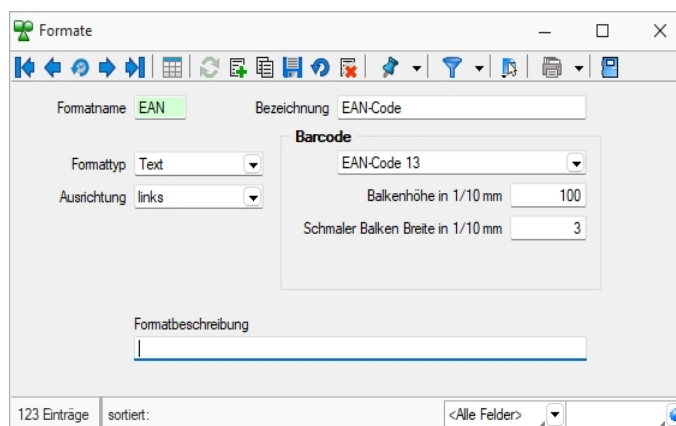 Formate
Formatname EAN Bezeichnung EAN-Code
Barcode
Formattyp Text EAN-Code 13
Ausrichtung links Balkenhöhe in 1/10 mm 100
Schmaler Balken Breite in 1/10 mm 3
Formatbeschreibung
123 Einträge sortiert: <Alle Felder>